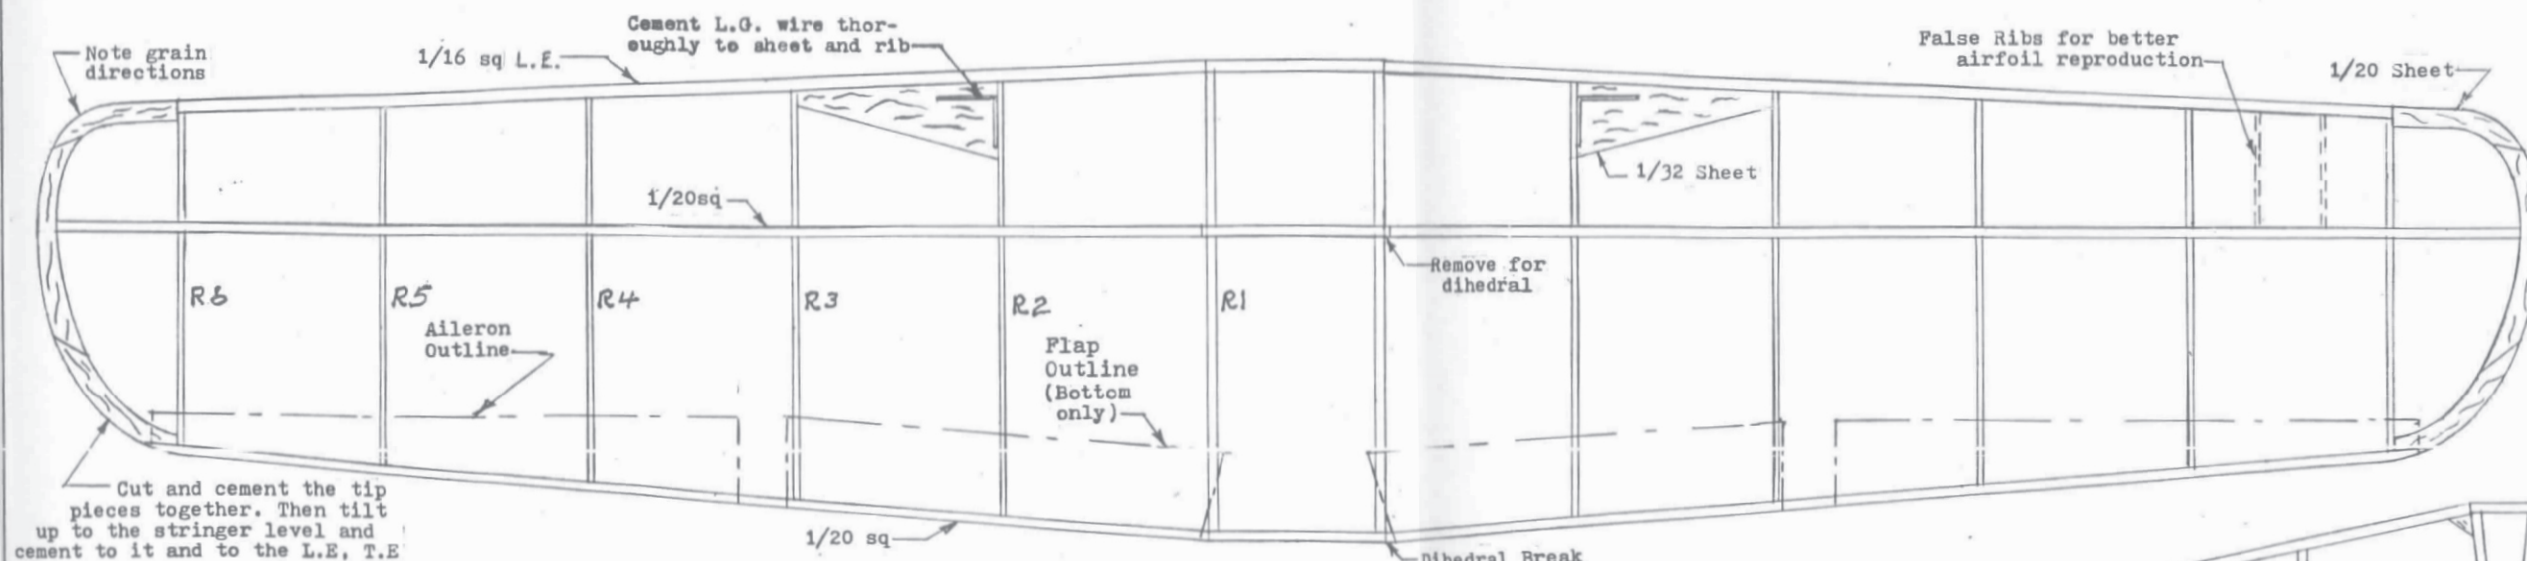 Note grain
directions
1/16 sq L.E.
Cement L.G. wire thor-
oughly to sheet and rib
False Ribs for better
airfoil reproduction
1/20 Sheet
1/20sq
1/32 Sheet
Remove for
dihedral
R6
R5
R4
R3
R2
R1
Aileron
Outline
Flap
Outline
(Bottom
only)
Cut and cement the tip
pieces together. Then tilt
up to the stringer level and
cement to it and to the L.E, T.E
1/20 sq
Dihedral Break